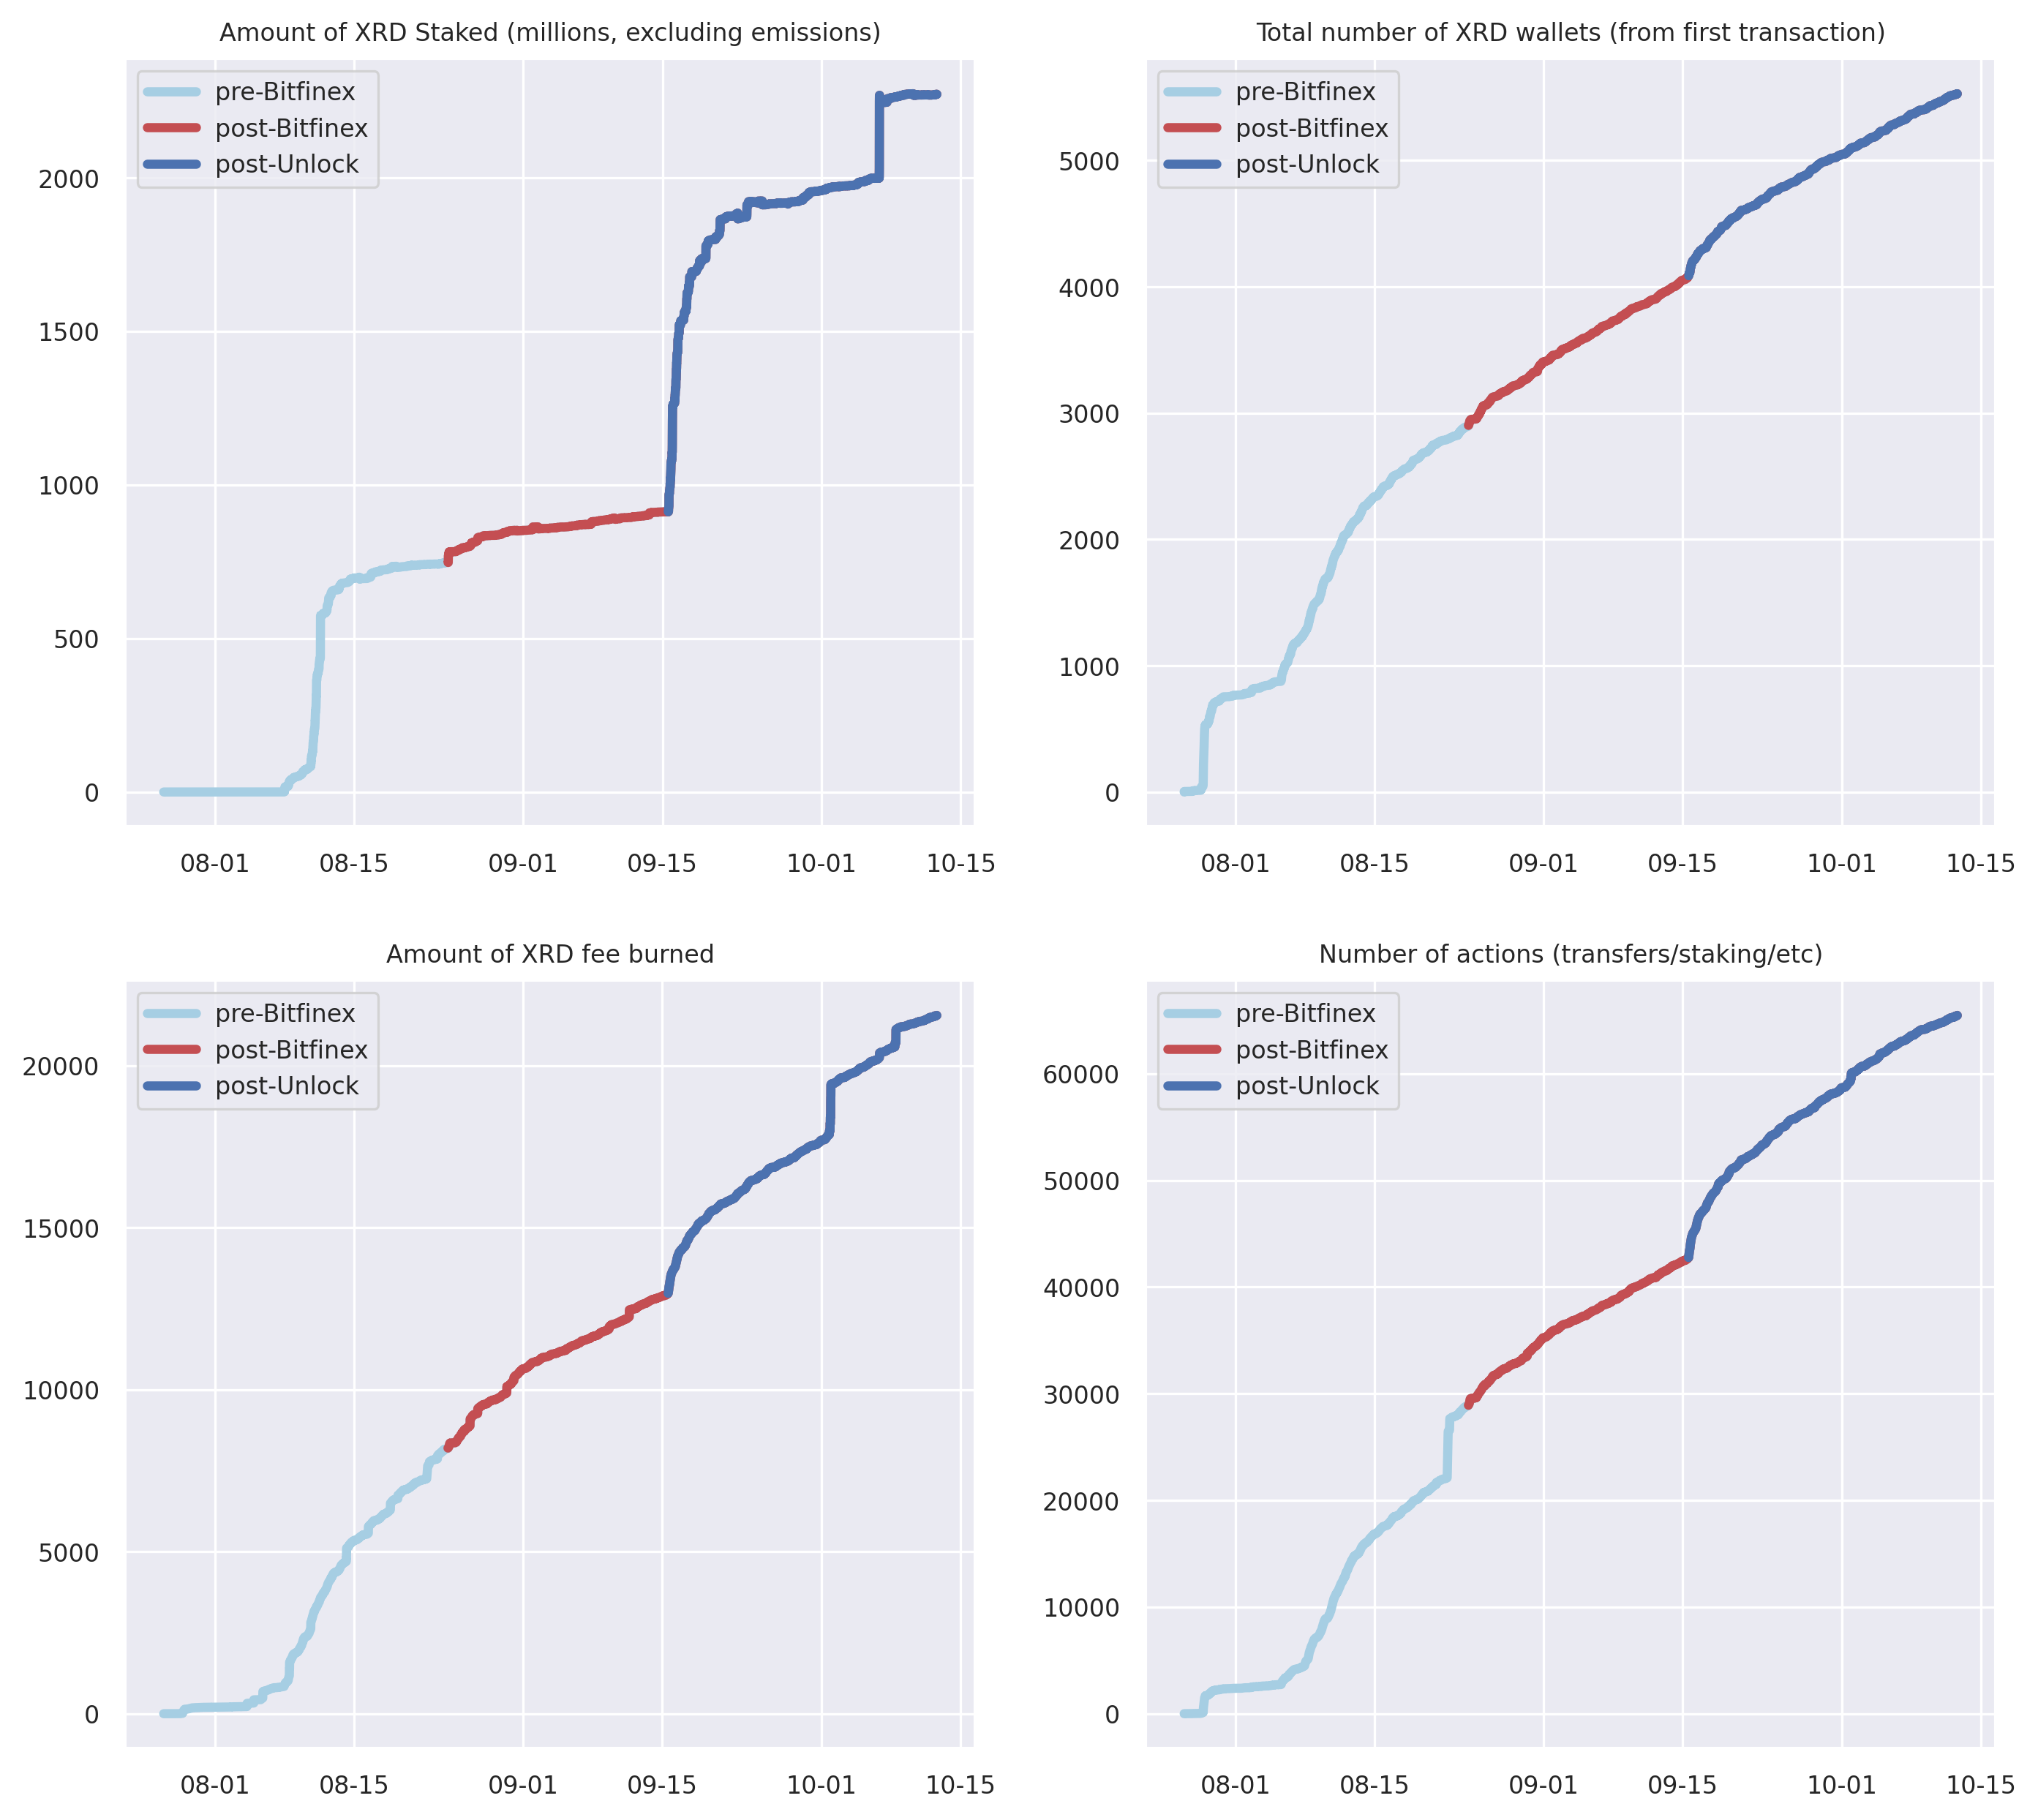 Amount of XRD Staked (millions, excluding emissions)
pre-Bitfinex
post-Bitfinex
post-Unlock
2000
1500
1000
500
0
08-01 08-15 09-01 09-15 10-01 10-15
Total number of XRD wallets (from first transaction)
pre-Bitfinex
post-Bitfinex
post-Unlock
5000
4000
3000
2000
1000
0
08-01 08-15 09-01 09-15 10-01 10-15
Amount of XRD fee burned
pre-Bitfinex
post-Bitfinex
post-Unlock
20000
15000
10000
5000
0
08-01 08-15 09-01 09-15 10-01 10-15
Number of actions (transfers/staking/etc)
pre-Bitfinex
post-Bitfinex
post-Unlock
60000
50000
40000
30000
20000
10000
0
08-01 08-15 09-01 09-15 10-01 10-15